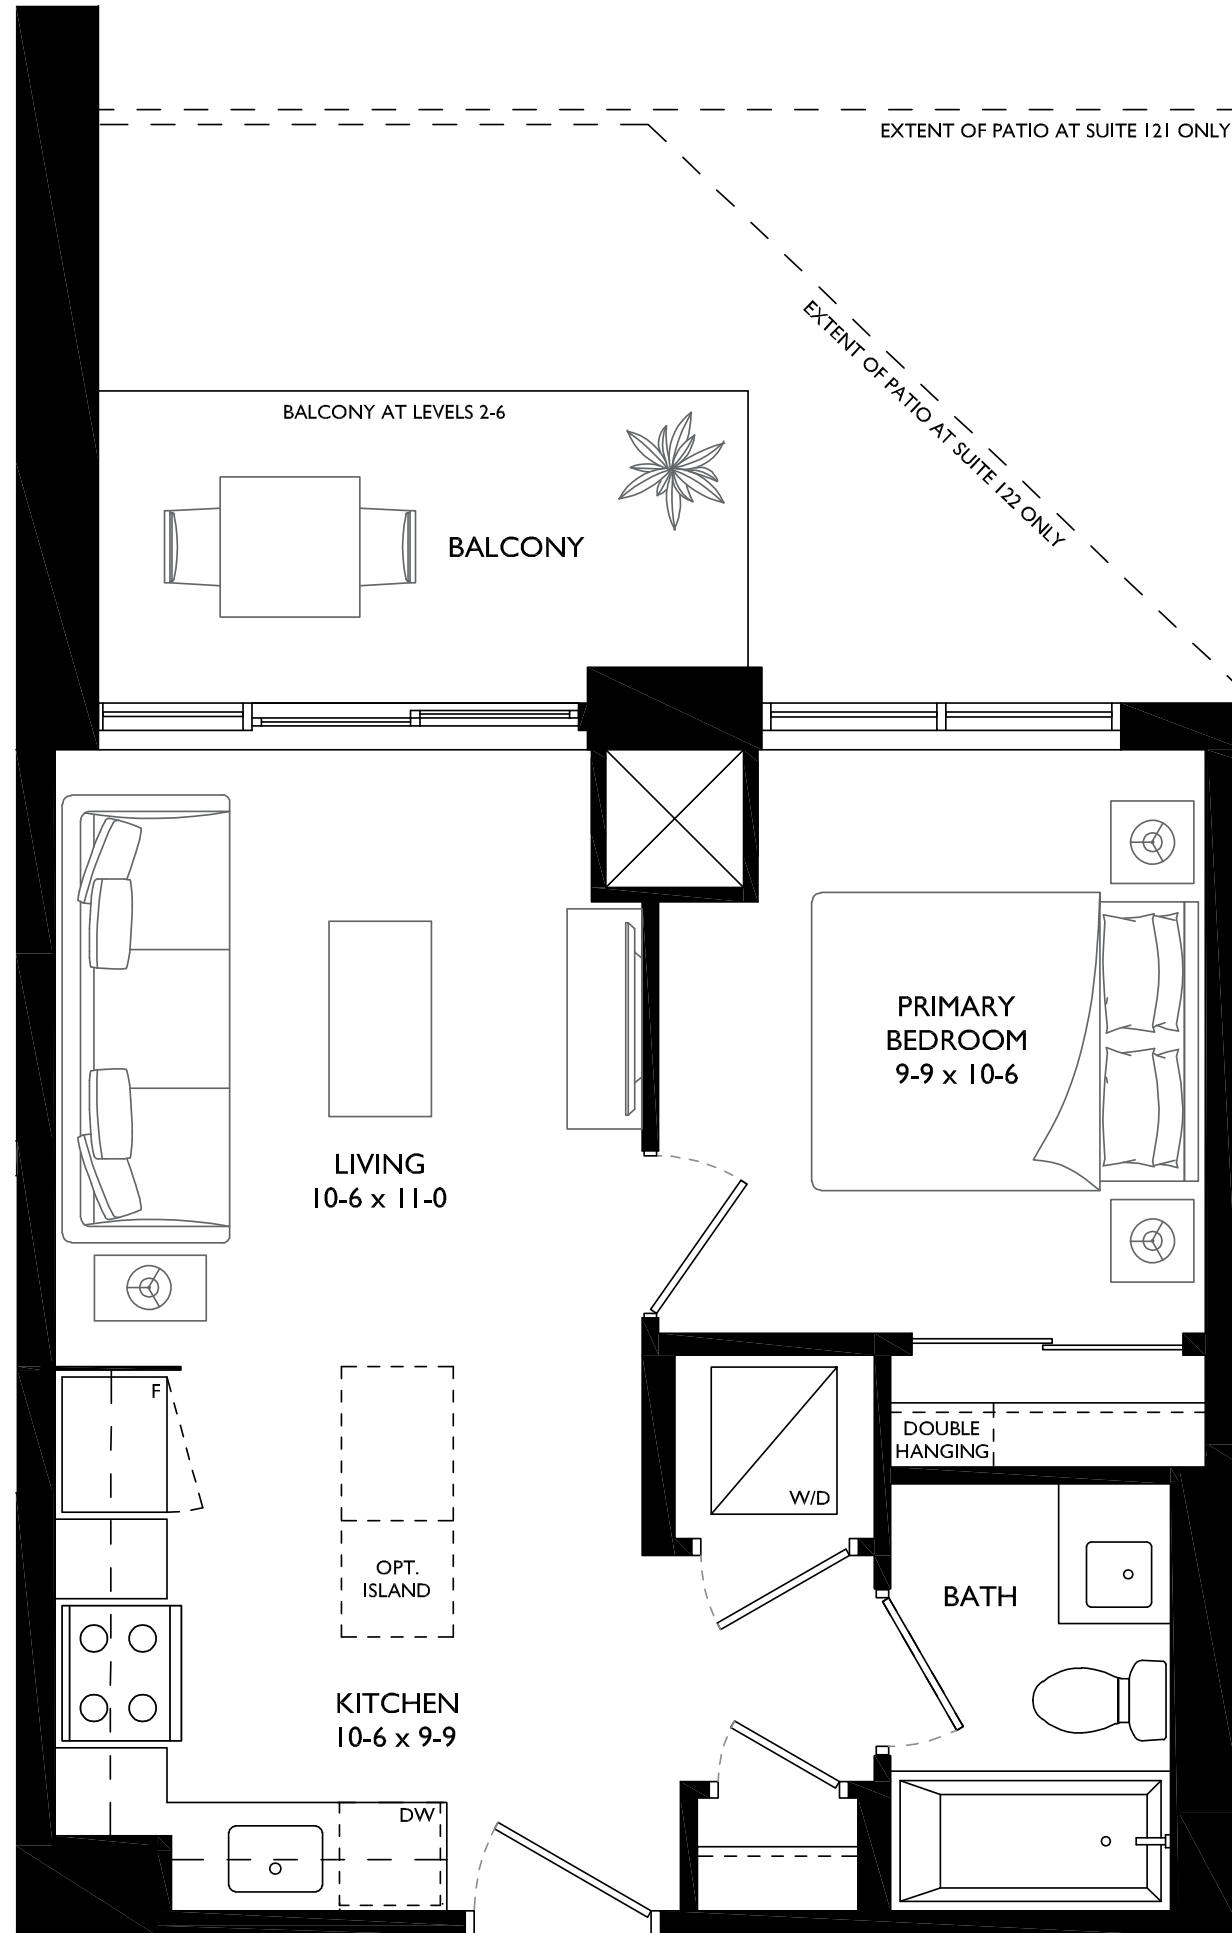 EXTENT OF PATIO AT SUITE 121 ONLY
EXTENT OF PATIO AT SUITE 122 ONLY
BALCONY AT LEVELS 2-6
BALCONY
PRIMARY
BEDROOM
9-9 x 10-6
LIVING
10-6 x 11-0
F
DOUBLE
HANGING
W/D
OPT.
ISLAND
BATH
KITCHEN
10-6 x 9-9
DW